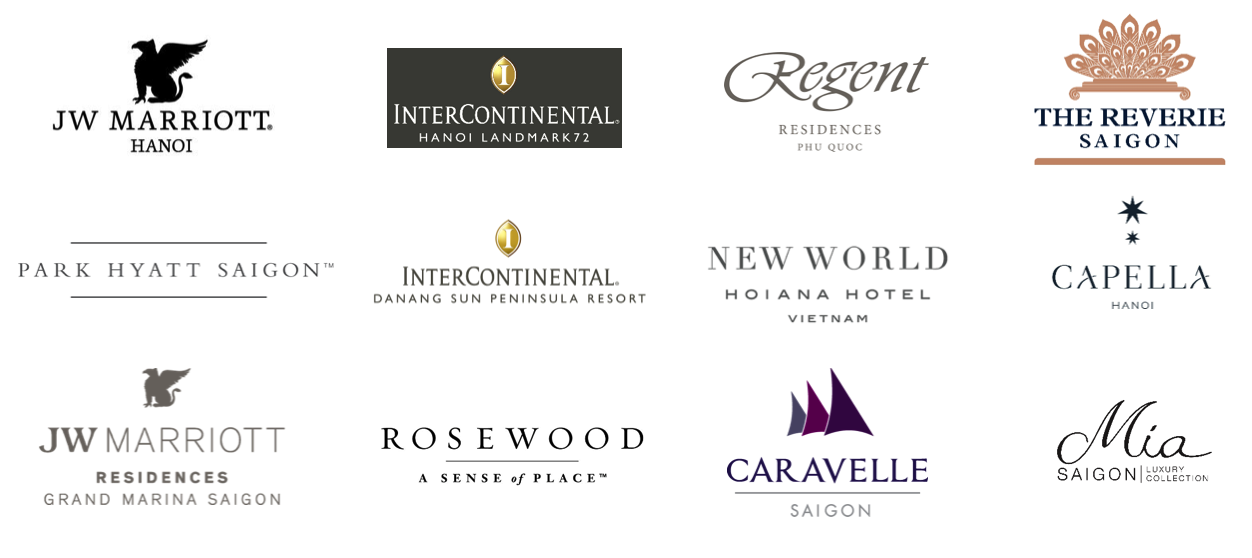 JW MARRIOTT®
HANOI
I
INTERCONTINENTAL®
HANOI LANDMARK72
Regent
RESIDENCES
PHU QUOC
THE REVERIE
SAIGON
PARK HYATT SAIGON™
I
INTERCONTINENTAL®
DANANG SUN PENINSULA RESORT
NEW WORLD
HOIANA HOTEL
VIETNAM
CAPELLA
HANOI
JW MARRIOTT
RESIDENCES
GRAND MARINA SAIGON
ROSEWOOD
A SENSE of PLACE™
CARAVELLE
SAIGON
Mia
SAIGON | LUXURY
COLLECTION